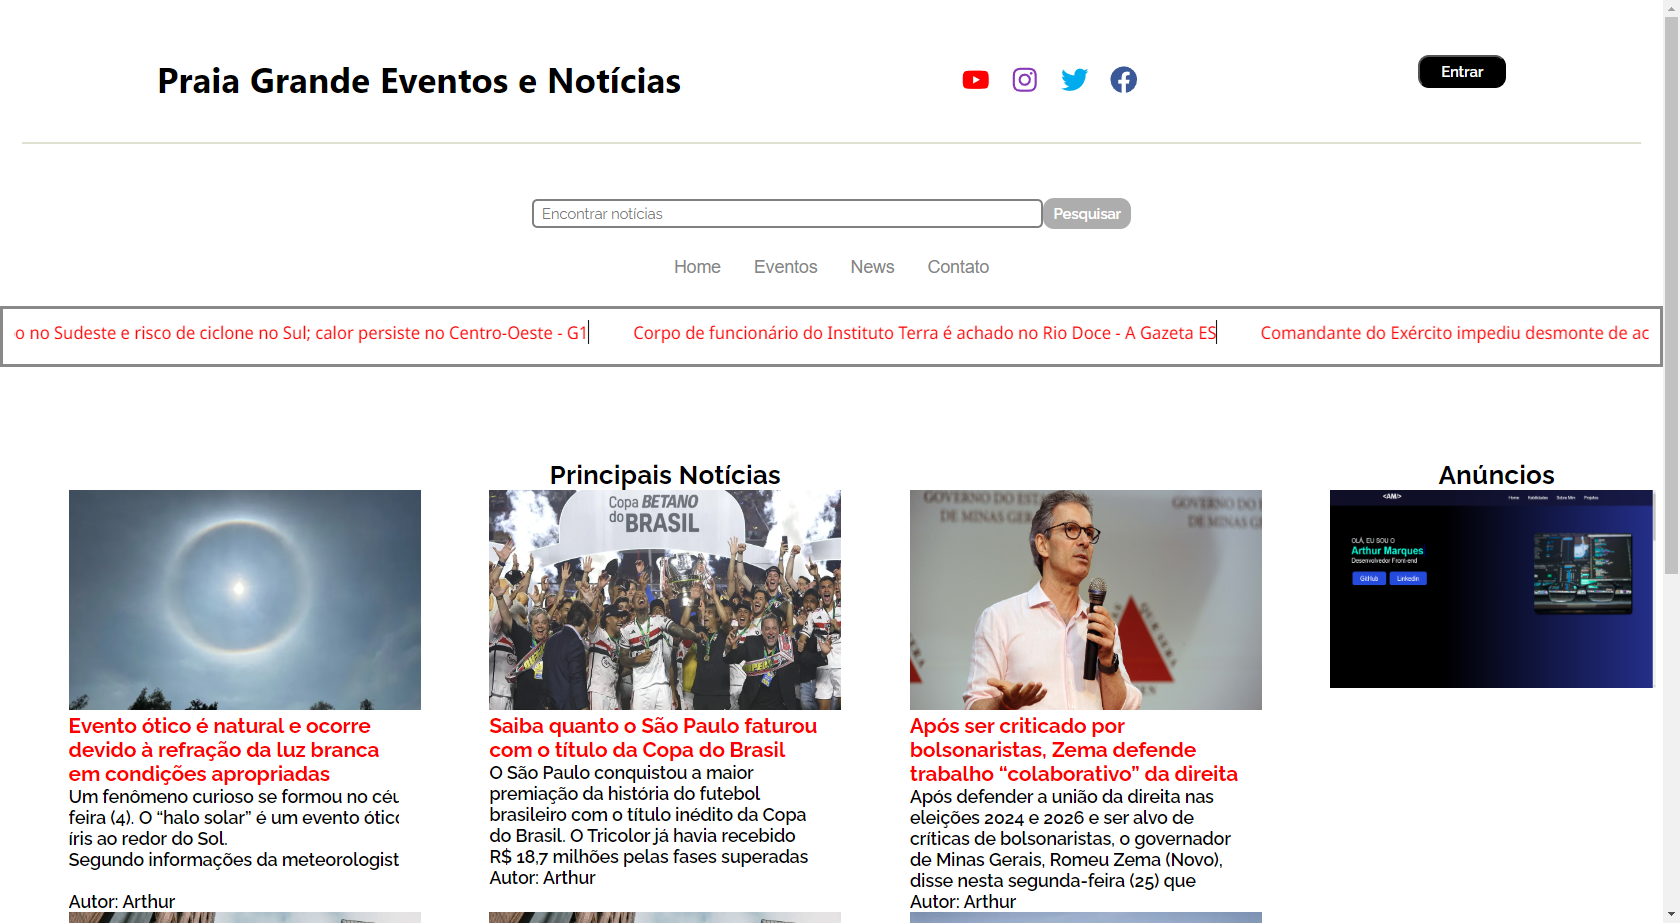 Praia Grande Eventos e Notícias
Entrar
Encontrar notícias
Pesquisar
Home
Eventos
News
Contato
o no Sudeste e risco de ciclone no Sul; calor persiste no Centro-Oeste - G1
Corpo de funcionário do Instituto Terra é achado no Rio Doce - A Gazeta ES
Comandante do Exército impediu desmonte de ac
Principais Notícias
Anúncios
Copa BETANO
do BRASIL
GOVERNO DO ES
DE MINAS GER
GOVERNO DO E
DE MINAS
<AM/>
Home
Habilidades
Sobre Mim
Projetos
OLÁ, EU SOU O
Arthur Marques
Desenvolvedor Front-end
GitHub
Linkedin
Evento ótico é natural e ocorre
devido à refração da luz branca
em condições apropriadas
Um fenômeno curioso se formou no céu
feira (4). O “halo solar” é um evento ótico
íris ao redor do Sol.
Segundo informações da meteorologist
Autor: Arthur
Saiba quanto o São Paulo faturou
com o título da Copa do Brasil
O São Paulo conquistou a maior
premiação da história do futebol
brasileiro com o título inédito da Copa
do Brasil. O Tricolor já havia recebido
R$ 18,7 milhões pelas fases superadas
Autor: Arthur
Após ser criticado por
bolsonaristas, Zema defende
trabalho “colaborativo” da direita
Após defender a união da direita nas
eleições 2024 e 2026 e ser alvo de
críticas de bolsonaristas, o governador
de Minas Gerais, Romeu Zema (Novo),
disse nesta segunda-feira (25) que
Autor: Arthur